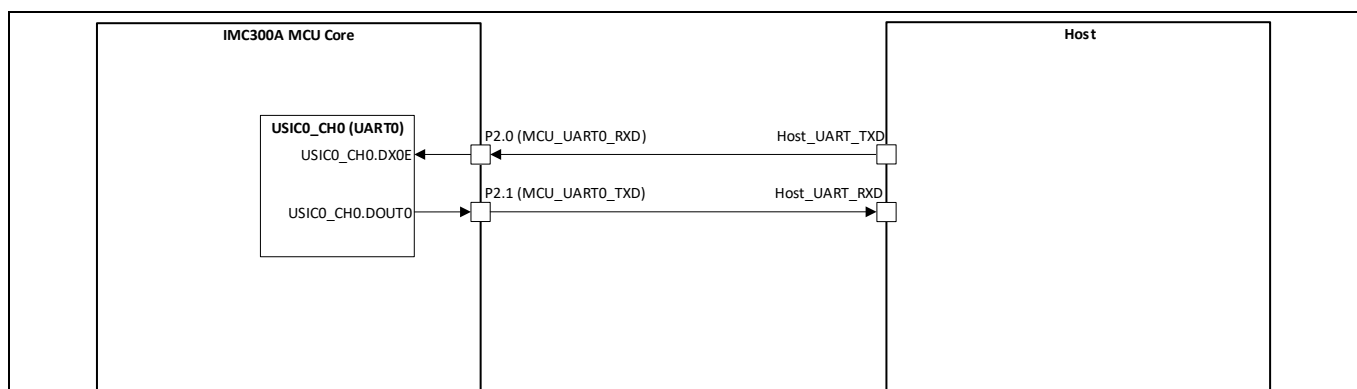 IMC300A MCU Core
Host
USIC0_CH0 (UART0)
P2.0 (MCU_UART0_RXD)
Host_UART_TXD
USIC0_CH0.DX0E
P2.1 (MCU_UART0_TXD)
Host_UART_RXD
USIC0_CH0.DOUT0